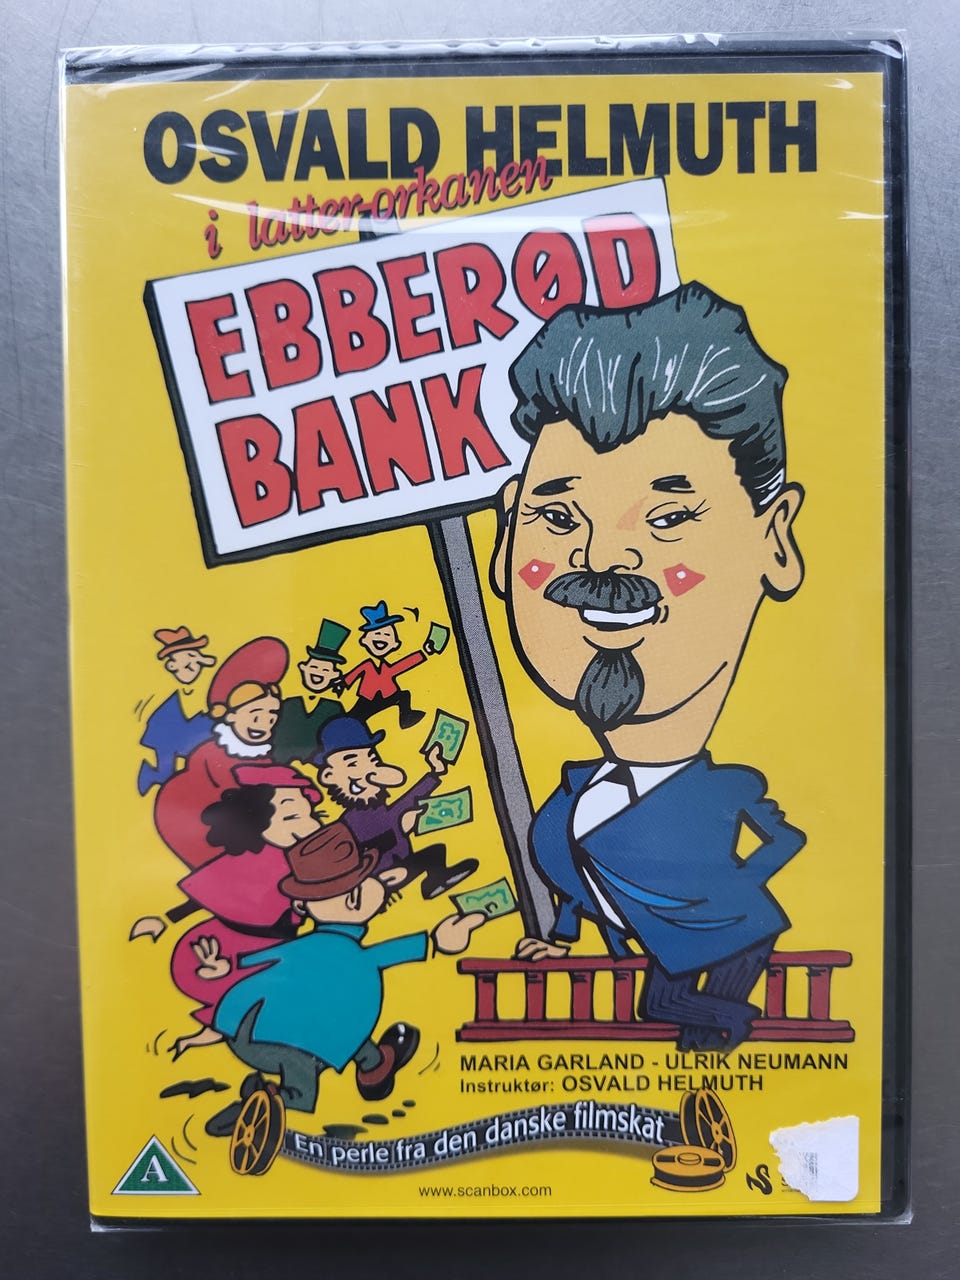 OSVALD HELMUTH
i latter-orkanen
EBBERØD
BANK
MARIA GARLAND - ULRIK NEUMANN
Instruktør: OSVALD HELMUTH
En perle fra den danske filmskat
A
www.scanbox.com